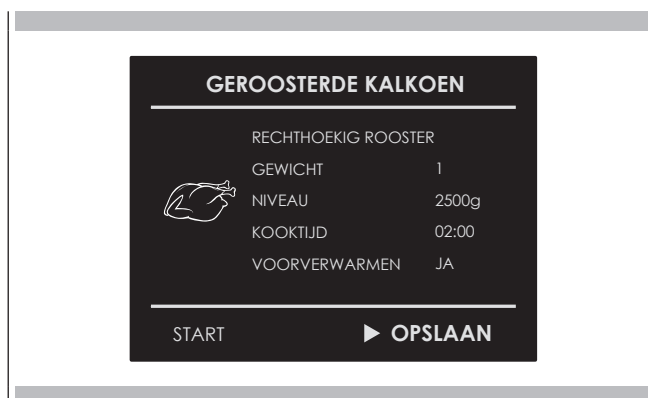 GEROOSTERDE KALKOEN
RECHTHOEKIG ROOSTER
GEWICHT 1
NIVEAU 2500g
KOOKTIJD 02:00
VOORVERWARMEN JA
START ▶ OPSLAAN